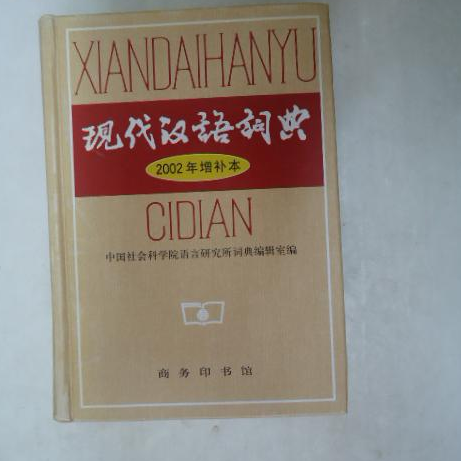 XIANDAIHANYU
现代汉语词典
2002年增补本
CIDIAN
中国社会科学院语言研究所词典编辑室编
商务印书馆